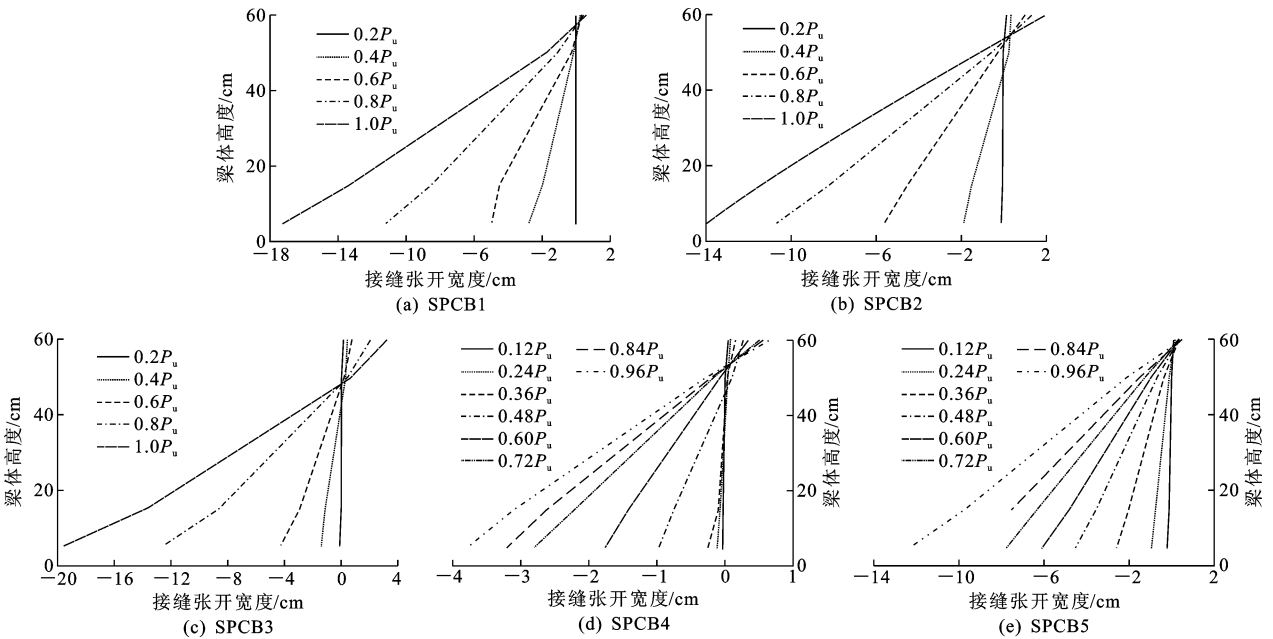 60
40
20
0
梁体高度/cm
0.2Pu
0.4Pu
0.6Pu
0.8Pu
1.0Pu
−18 −14 −10 −6 −2 2
接缝张开宽度/cm
(a) SPCB1
60
40
20
0
梁体高度/cm
0.2Pu
0.4Pu
0.6Pu
0.8Pu
1.0Pu
−14 −10 −6 −2 2
接缝张开宽度/cm
(b) SPCB2
60
40
20
0
梁体高度/cm
0.2Pu
0.4Pu
0.6Pu
0.8Pu
1.0Pu
−20 −16 −12 −8 −4 0 4
接缝张开宽度/cm
(c) SPCB3
0.12Pu 0.84Pu
0.24Pu 0.96Pu
0.36Pu
0.48Pu
0.60Pu
0.72Pu
60
40
20
0
梁体高度/cm
−4 −3 −2 −1 0 1
接缝张开宽度/cm
(d) SPCB4
0.12Pu 0.84Pu
0.24Pu 0.96Pu
0.36Pu
0.48Pu
0.60Pu
0.72Pu
60
40
20
0
梁体高度/cm
−14 −10 −6 −2 2
接缝张开宽度/cm
(e) SPCB5